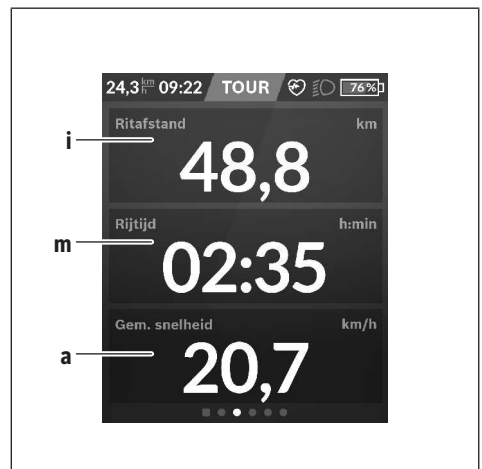 24,3 km/h 09:22 TOUR 76%
Ritafstand km
i
48,8
Rijtijd h:min
m
02:35
Gem. snelheid km/h
a
20,7